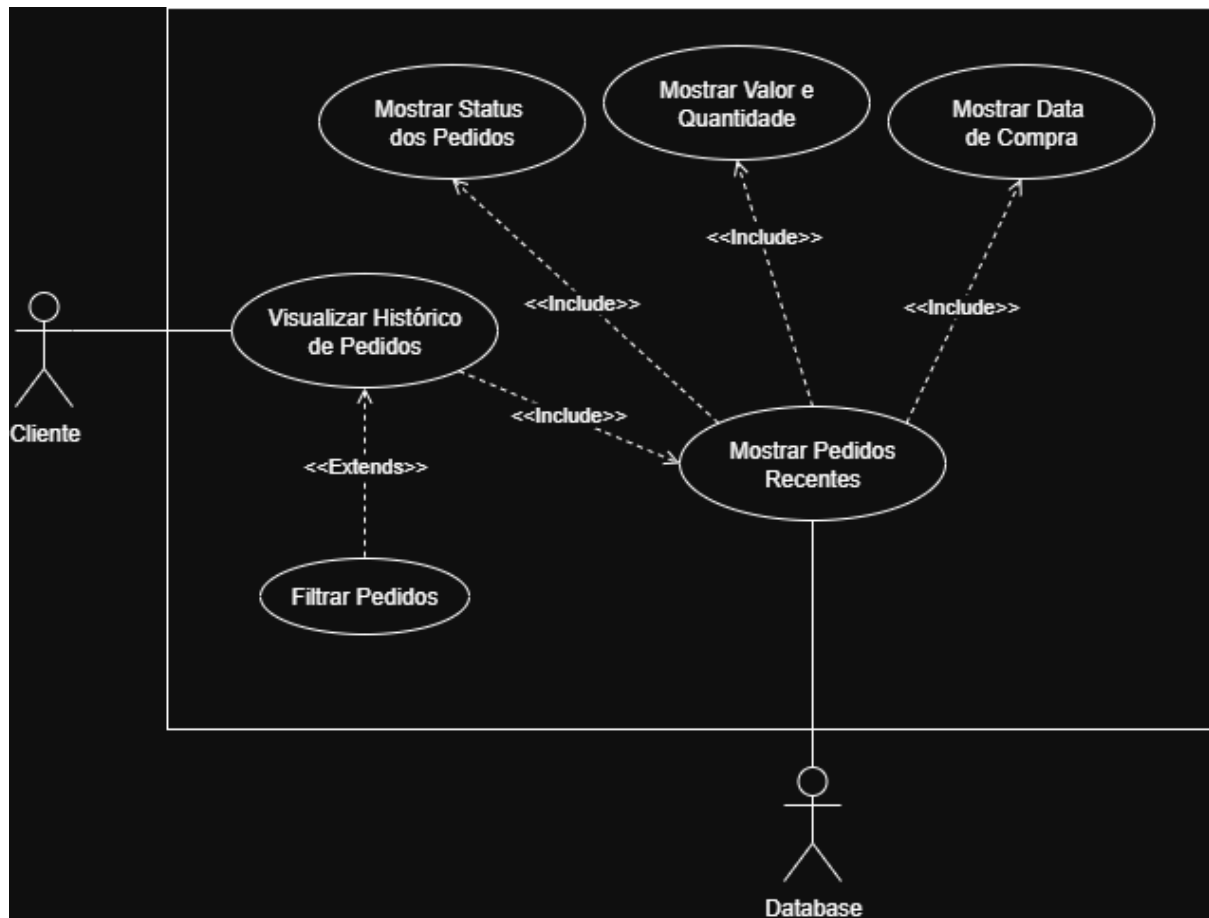 Mostrar Status
dos Pedidos
Mostrar Valor e
Quantidade
Mostrar Data
de Compra
<<Include>>
<<Include>>
<<Include>>
Visualizar Histórico
de Pedidos
<<Include>>
Cliente
Mostrar Pedidos
Recentes
<<Extends>>
Filtrar Pedidos
Database